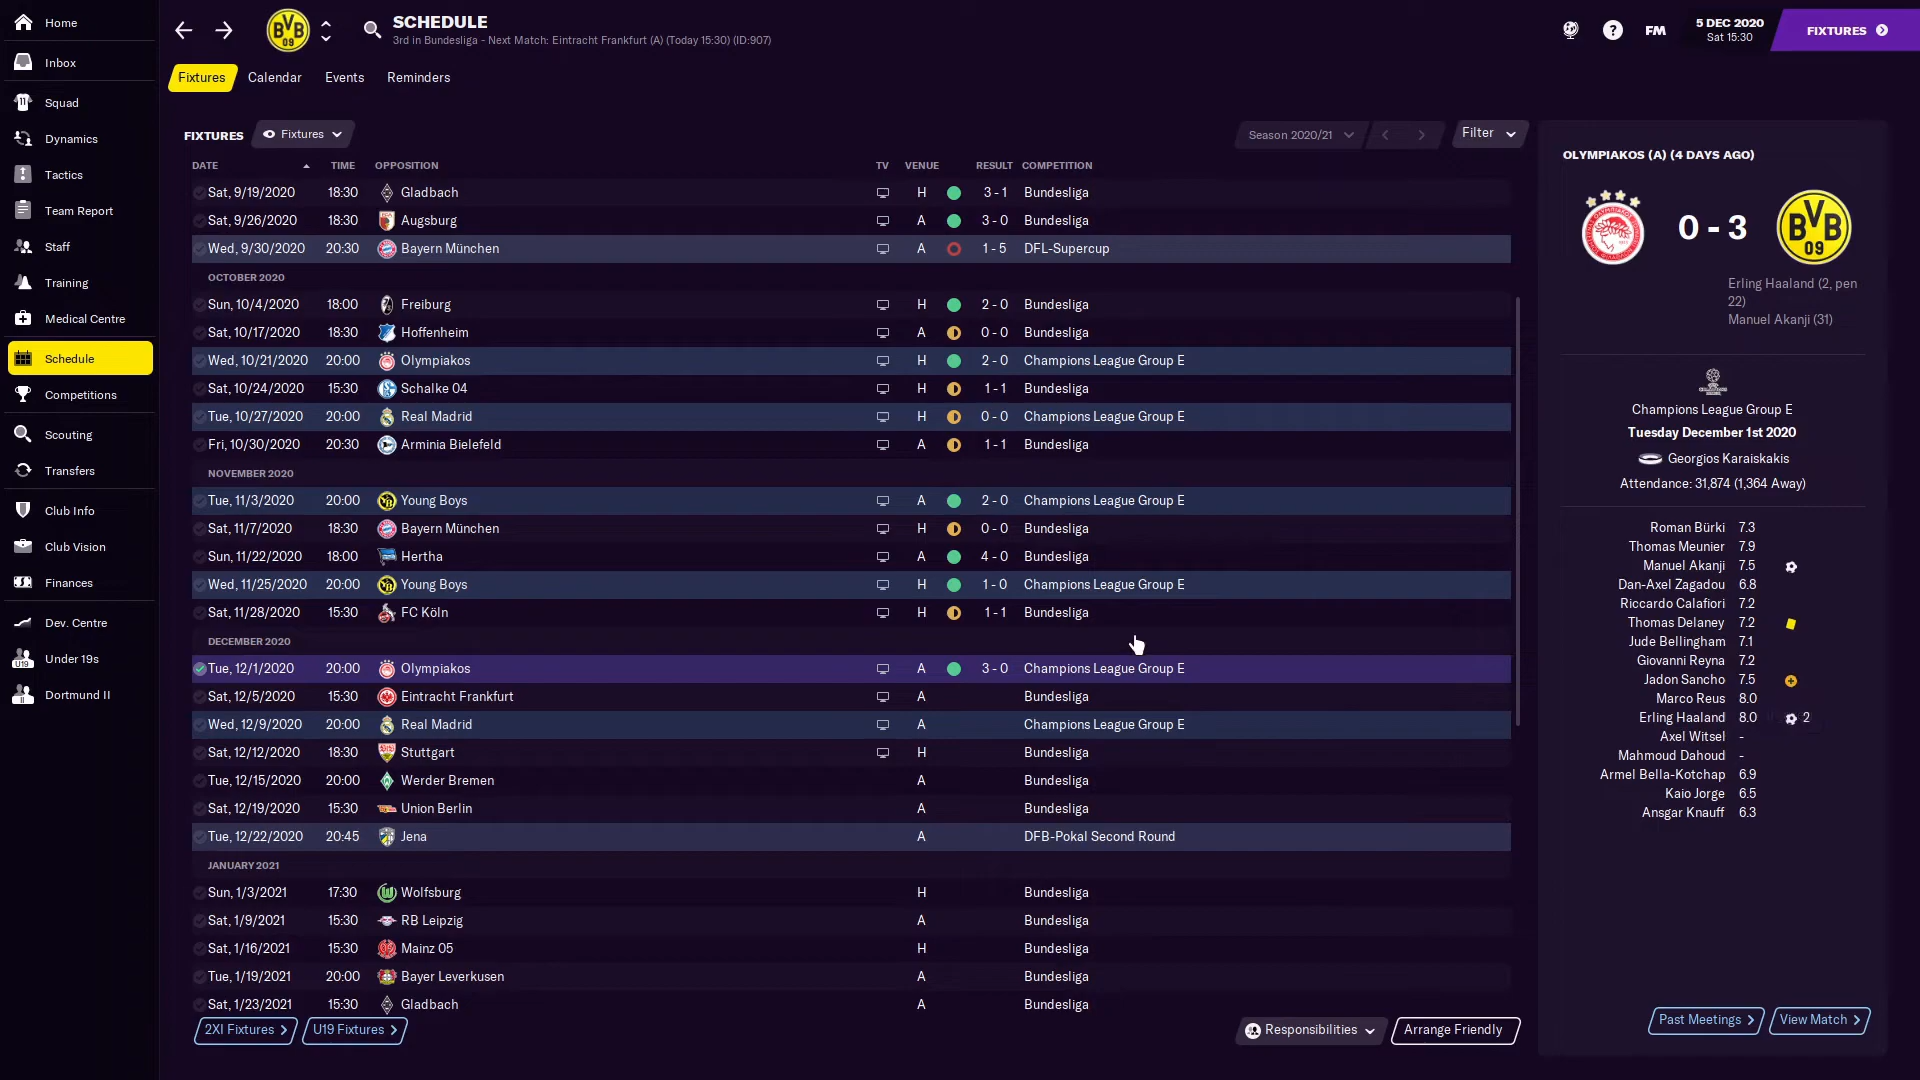 Home
Inbox
Squad
Dynamics
Tactics
Team Report
Staff
Training
Medical Centre
Schedule
Competitions
Scouting
Transfers
Club Info
Club Vision
Finances
Dev. Centre
Under 19s
Dortmund II
SCHEDULE
3rd in Bundesliga - Next Match: Eintracht Frankfurt (A) (Today 15:30) (ID:907)
FM
5 DEC 2020
Sat 15:30
FIXTURES
Fixtures Calendar Events Reminders
FIXTURES Fixtures Season 2020/21 Filter
DATE TIME OPPOSITION TV VENUE RESULT COMPETITION
Sat, 9/19/2020 18:30 Gladbach H 3 - 1 Bundesliga
Sat, 9/26/2020 18:30 Augsburg A 3 - 0 Bundesliga
Wed, 9/30/2020 20:30 Bayern München A 1 - 5 DFL-Supercup
OCTOBER 2020
Sun, 10/4/2020 18:00 Freiburg H 2 - 0 Bundesliga
Sat, 10/17/2020 18:30 Hoffenheim A 0 - 0 Bundesliga
Wed, 10/21/2020 20:00 Olympiakos H 2 - 0 Champions League Group E
Sat, 10/24/2020 15:30 Schalke 04 H 1 - 1 Bundesliga
Tue, 10/27/2020 20:00 Real Madrid H 0 - 0 Champions League Group E
Fri, 10/30/2020 20:30 Arminia Bielefeld A 1 - 1 Bundesliga
NOVEMBER 2020
Tue, 11/3/2020 20:00 Young Boys A 2 - 0 Champions League Group E
Sat, 11/7/2020 18:30 Bayern München H 0 - 0 Bundesliga
Sun, 11/22/2020 18:00 Hertha A 4 - 0 Bundesliga
Wed, 11/25/2020 20:00 Young Boys H 1 - 0 Champions League Group E
Sat, 11/28/2020 15:30 FC Köln H 1 - 1 Bundesliga
DECEMBER 2020
Tue, 12/1/2020 20:00 Olympiakos A 3 - 0 Champions League Group E
Sat, 12/5/2020 15:30 Eintracht Frankfurt A Bundesliga
Wed, 12/9/2020 20:00 Real Madrid A Champions League Group E
Sat, 12/12/2020 18:30 Stuttgart H Bundesliga
Tue, 12/15/2020 20:00 Werder Bremen A Bundesliga
Sat, 12/19/2020 15:30 Union Berlin A Bundesliga
Tue, 12/22/2020 20:45 Jena A DFB-Pokal Second Round
JANUARY 2021
Sun, 1/3/2021 17:30 Wolfsburg H Bundesliga
Sat, 1/9/2021 15:30 RB Leipzig A Bundesliga
Sat, 1/16/2021 15:30 Mainz 05 H Bundesliga
Tue, 1/19/2021 20:00 Bayer Leverkusen A Bundesliga
Sat, 1/23/2021 15:30 Gladbach A Bundesliga
2XI Fixtures U19 Fixtures Responsibilities Arrange Friendly
OLYMPIAKOS (A) (4 DAYS AGO)
0 - 3
BVB
09
Erling Haaland (2, pen
22)
Manuel Akanji (31)
Champions League Group E
Tuesday December 1st 2020
Georgios Karaiskakis
Attendance: 31,874 (1,364 Away)
Roman Bürki 7.3
Thomas Meunier 7.9
Manuel Akanji 7.5
Dan-Axel Zagadou 6.8
Riccardo Calafiori 7.2
Thomas Delaney 7.2
Jude Bellingham 7.1
Giovanni Reyna 7.2
Jadon Sancho 7.5
Marco Reus 8.0
Erling Haaland 8.0 2
Axel Witsel -
Mahmoud Dahoud -
Armel Bella-Kotchap 6.9
Kaio Jorge 6.5
Ansgar Knauff 6.3
Past Meetings View Match